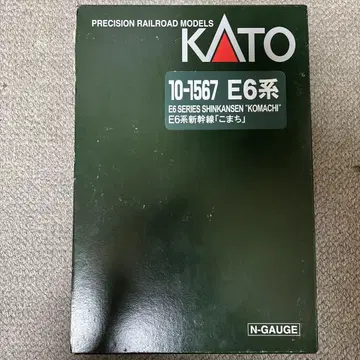 PRECISION RAILROAD MODELS
KATO
10-1567 E6系
E6 SERIES SHINKANSEN "KOMACHI"
E6系新幹線「こまち」
N-GAUGE